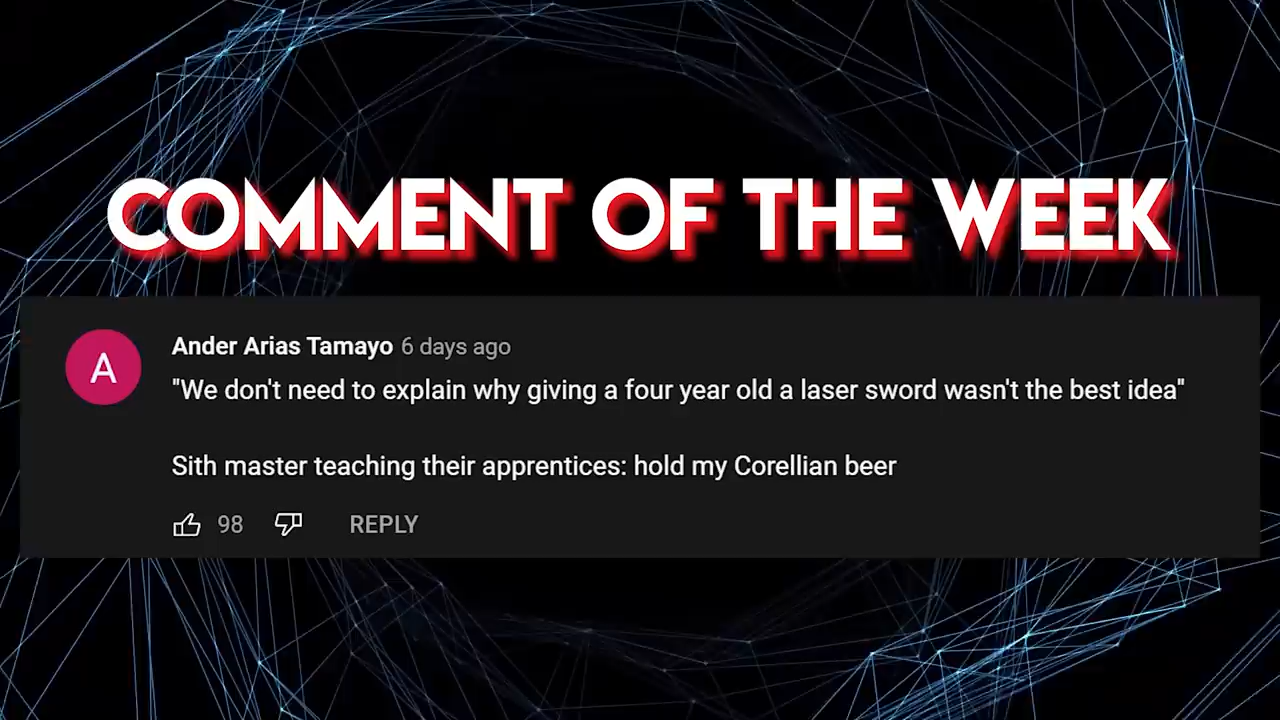 COMMENT OF THE WEEK
A
Ander Arias Tamayo 6 days ago
"We don't need to explain why giving a four year old a laser sword wasn't the best idea"
Sith master teaching their apprentices: hold my Corellian beer
98 REPLY